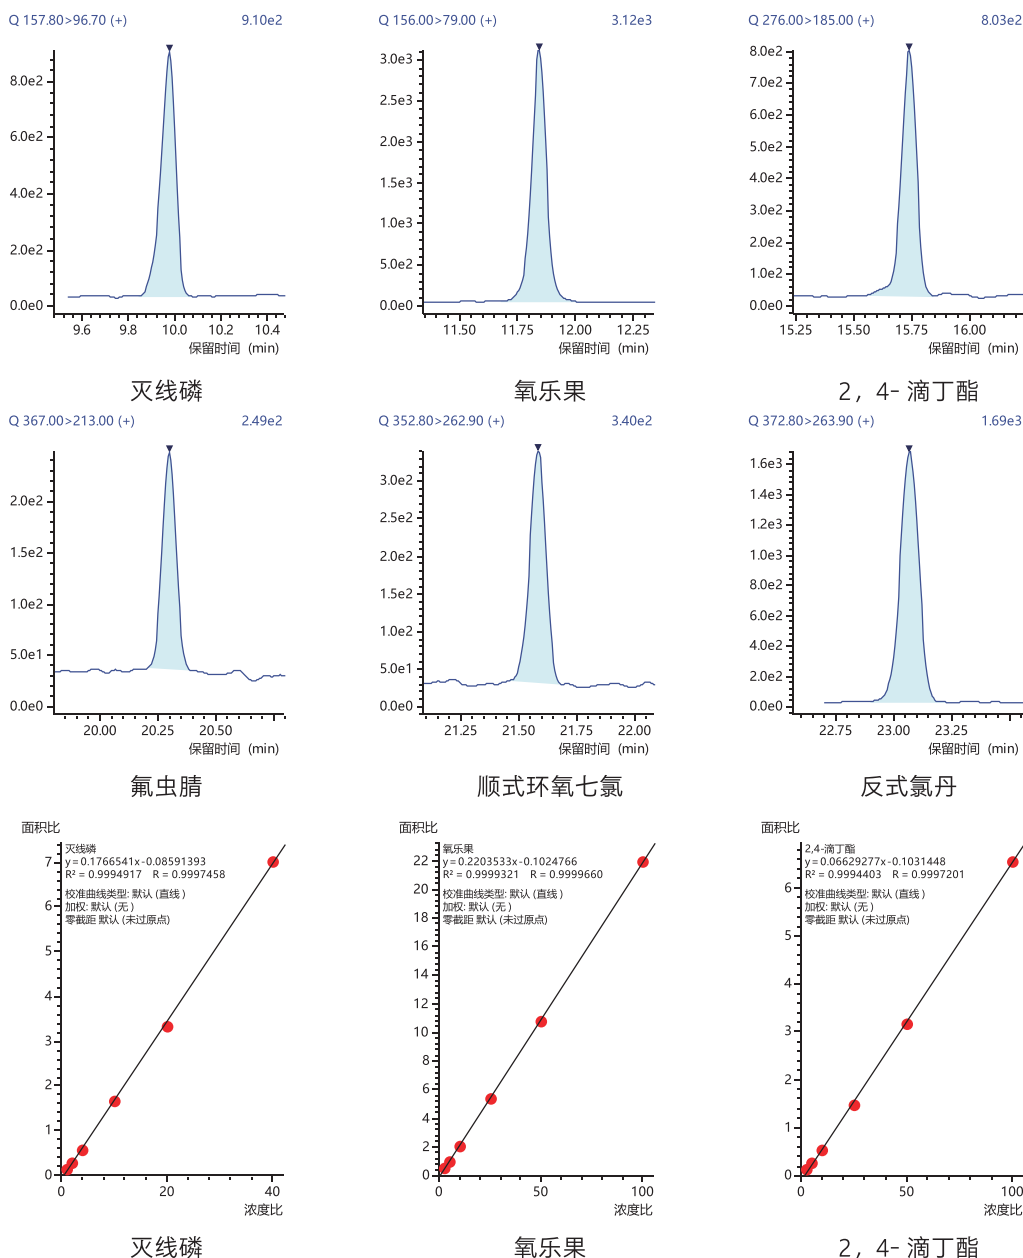 Q 157.80>96.70 (+) 9.10e2
8.0e2
6.0e2
4.0e2
2.0e2
0.0e0
9.6 9.8 10.0 10.2 10.4
保留时间 (min)
灭线磷
Q 156.00>79.00 (+) 3.12e3
3.0e3
2.5e3
2.0e3
1.5e3
1.0e3
5.0e2
0.0e0
11.50 11.75 12.00 12.25
保留时间 (min)
氧乐果
Q 276.00>185.00 (+) 8.03e2
8.0e2
7.0e2
6.0e2
5.0e2
4.0e2
3.0e2
2.0e2
1.0e2
0.0e0
15.25 15.50 15.75 16.00
保留时间 (min)
2，4- 滴丁酯
Q 367.00>213.00 (+) 2.49e2
2.0e2
1.5e2
1.0e2
5.0e1
0.0e0
20.00 20.25 20.50
保留时间 (min)
氟虫腈
Q 352.80>262.90 (+) 3.40e2
3.0e2
2.5e2
2.0e2
1.5e2
1.0e2
5.0e1
0.0e0
21.25 21.50 21.75 22.00
保留时间 (min)
顺式环氧七氯
Q 372.80>263.90 (+) 1.69e3
1.6e3
1.4e3
1.2e3
1.0e3
8.0e2
6.0e2
4.0e2
2.0e2
0.0e0
22.75 23.00 23.25
保留时间 (min)
反式氯丹
面积比
灭线磷
y = 0.1766541x-0.08591393
R² = 0.9994917 R = 0.9997458
校准曲线类型: 默认 (直线 )
加权: 默认 (无 )
零截距 默认 (未过原点)
7
6
5
4
3
2
1
0
0 20 40
浓度比
灭线磷
面积比
氧乐果
y = 0.2203533x-0.1024766
R² = 0.9999321 R = 0.9999660
校准曲线类型: 默认 (直线 )
加权: 默认 (无 )
零截距 默认 (未过原点)
22
20
18
16
14
12
10
8
6
4
2
0
0 50 100
浓度比
氧乐果
面积比
2,4-滴丁酯
y = 0.06629277x-0.1031448
R² = 0.9994403 R = 0.9997201
校准曲线类型: 默认 (直线 )
加权: 默认 (无 )
零截距 默认 (未过原点)
6
5
4
3
2
1
0
0 50 100
浓度比
2，4- 滴丁酯